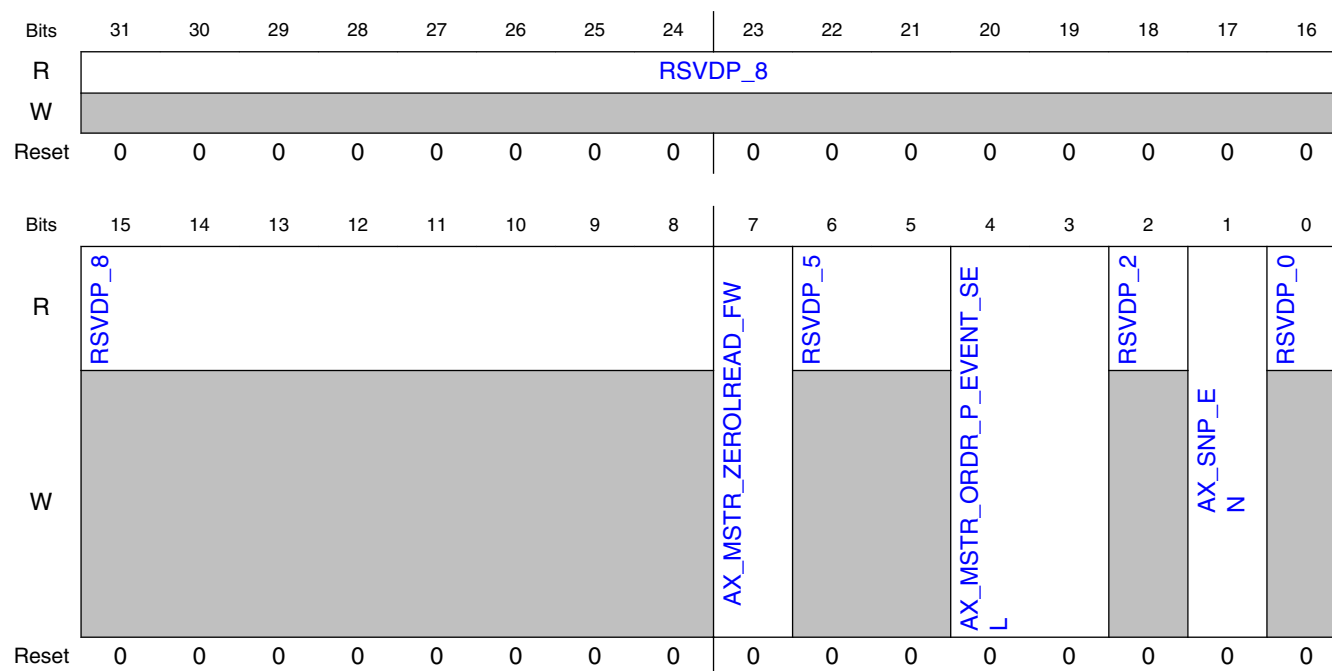 Bits 31 30 29 28 27 26 25 24 23 22 21 20 19 18 17 16
R RSVDP_8
W
Reset 0 0 0 0 0 0 0 0 0 0 0 0 0 0 0 0
Bits 15 14 13 12 11 10 9 8 7 6 5 4 3 2 1 0
R
RSVDP_8
AX_MSTR_ZEROLREAD_FW
RSVDP_5
AX_MSTR_ORDR_P_EVENT_SE
L
RSVDP_2
AX_SNP_E
N
RSVDP_0
W
Reset 0 0 0 0 0 0 0 0 0 0 0 0 0 0 0 0